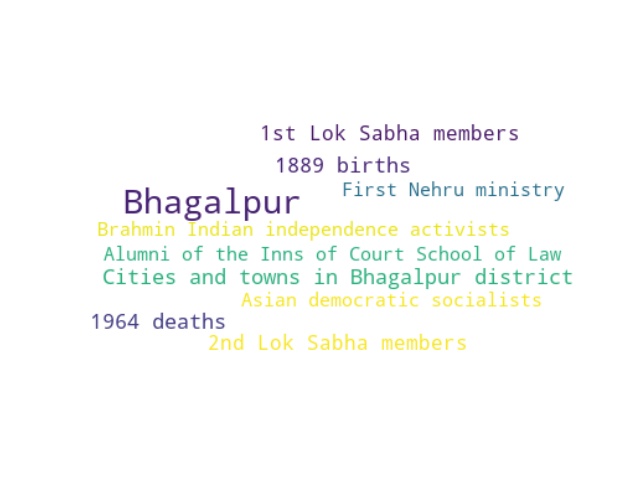 1st Lok Sabha members
1889 births
First Nehru ministry
Bhagalpur
Brahmin Indian independence activists
Alumni of the Inns of Court School of Law
Cities and towns in Bhagalpur district
Asian democratic socialists
1964 deaths
2nd Lok Sabha members